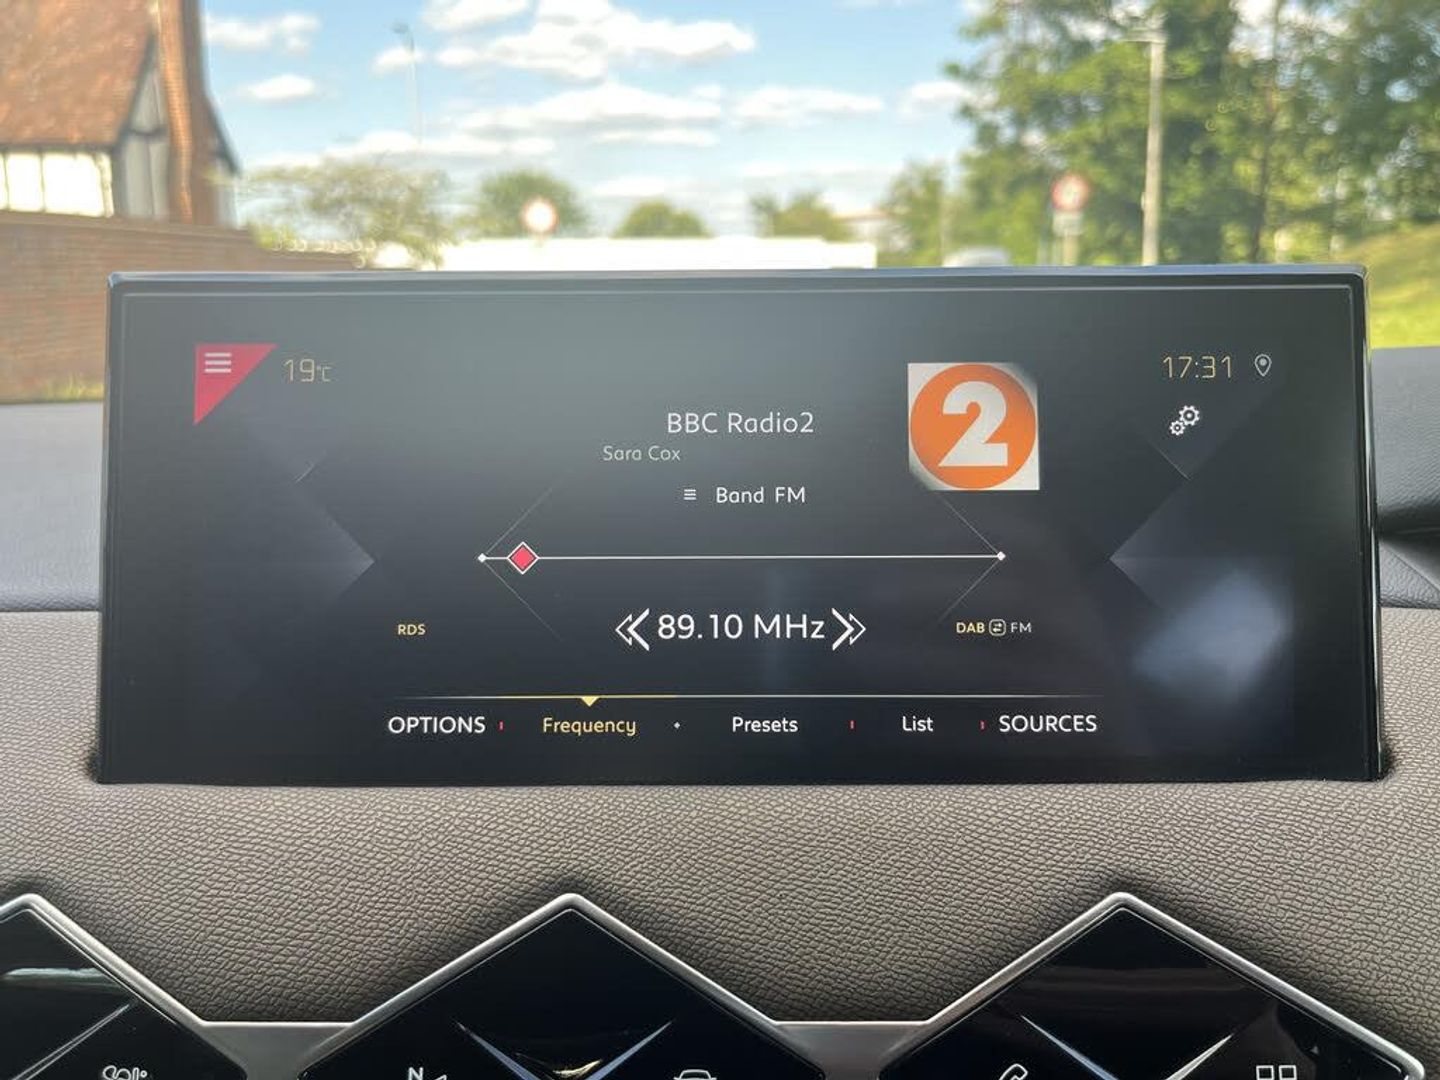 19°C
17:31
BBC Radio2
2
Sara Cox
Band FM
RDS
89.10 MHz
DAB FM
OPTIONS Frequency Presets List SOURCES
N